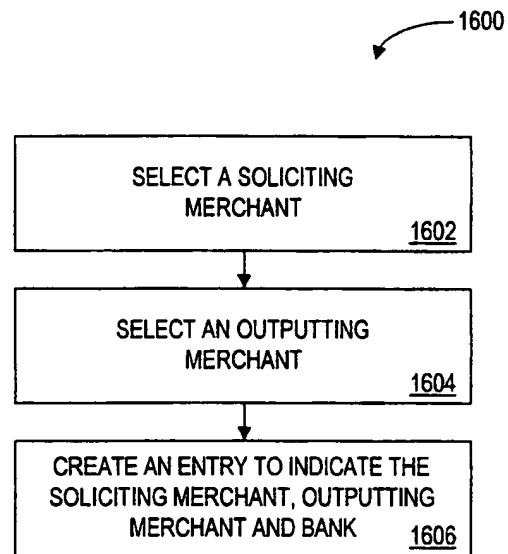 1600
SELECT A SOLICITING
MERCHANT
1602
SELECT AN OUTPUTTING
MERCHANT
1604
CREATE AN ENTRY TO INDICATE THE
SOLICITING MERCHANT, OUTPUTTING
MERCHANT AND BANK
1606